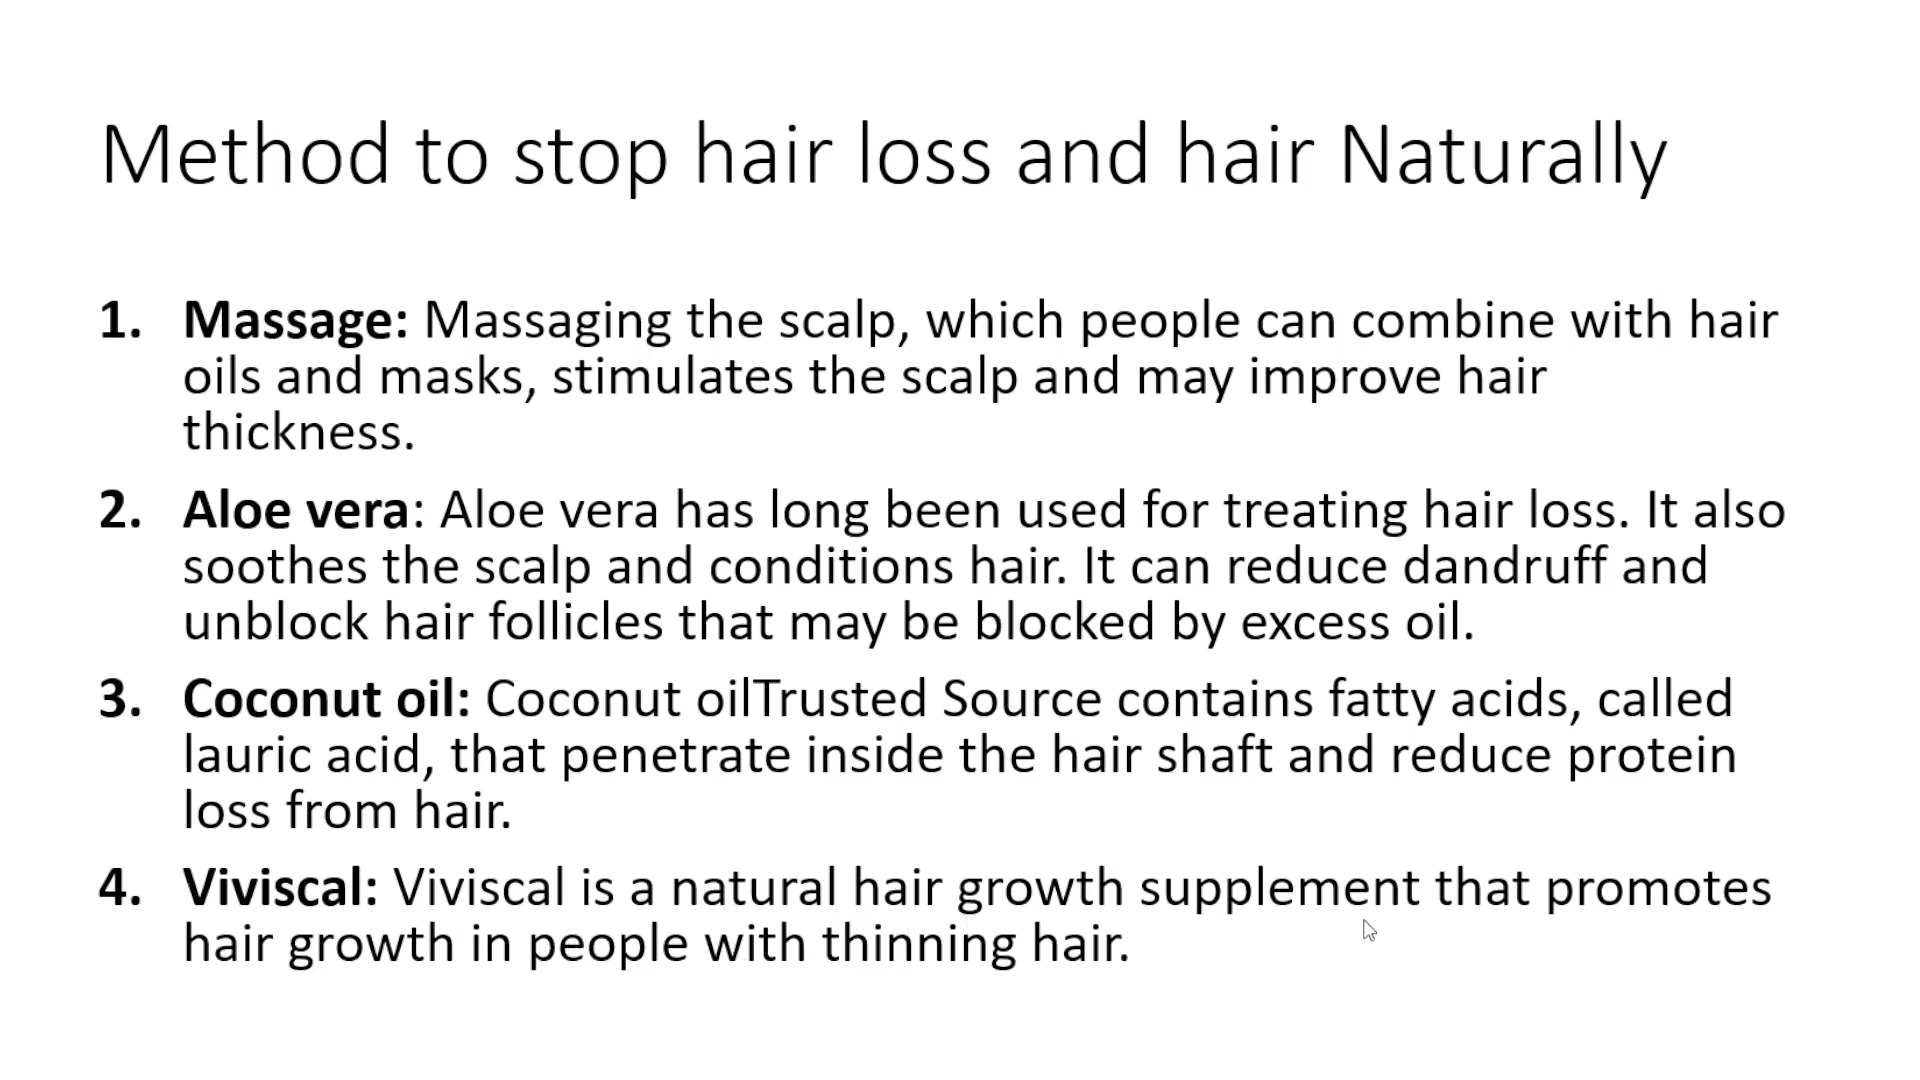 Method to stop hair loss and hair Naturally
1. Massage: Massaging the scalp, which people can combine with hair
oils and masks, stimulates the scalp and may improve hair
thickness.
2. Aloe vera: Aloe vera has long been used for treating hair loss. It also
soothes the scalp and conditions hair. It can reduce dandruff and
unblock hair follicles that may be blocked by excess oil.
3. Coconut oil: Coconut oilTrusted Source contains fatty acids, called
lauric acid, that penetrate inside the hair shaft and reduce protein
loss from hair.
4. Viviscal: Viviscal is a natural hair growth supplement that promotes
hair growth in people with thinning hair.